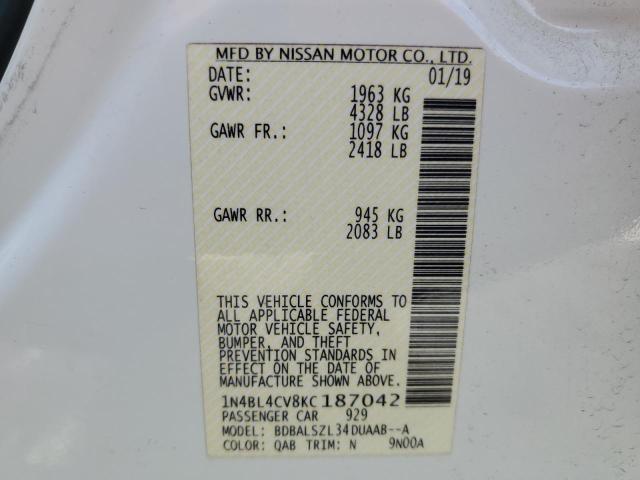 MFD BY NISSAN MOTOR CO., LTD.
DATE: 01/19
GVWR: 1963 KG
4328 LB
GAWR FR.: 1097 KG
2418 LB
GAWR RR.: 945 KG
2083 LB
THIS VEHICLE CONFORMS TO
ALL APPLICABLE FEDERAL
MOTOR VEHICLE SAFETY,
BUMPER, AND THEFT
PREVENTION STANDARDS IN
EFFECT ON THE DATE OF
MANUFACTURE SHOWN ABOVE.
1N4BL4CV8KC187042
PASSENGER CAR 929
MODEL: BDBALSZL34DUAAB--A
COLOR: QAB TRIM: N 9N00A